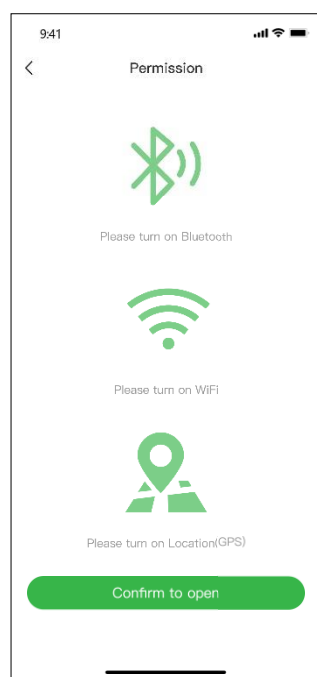 9:41
Permission
Please turn on Bluetooth
Please turn on WiFi
Please turn on Location(GPS)
Confirm to open